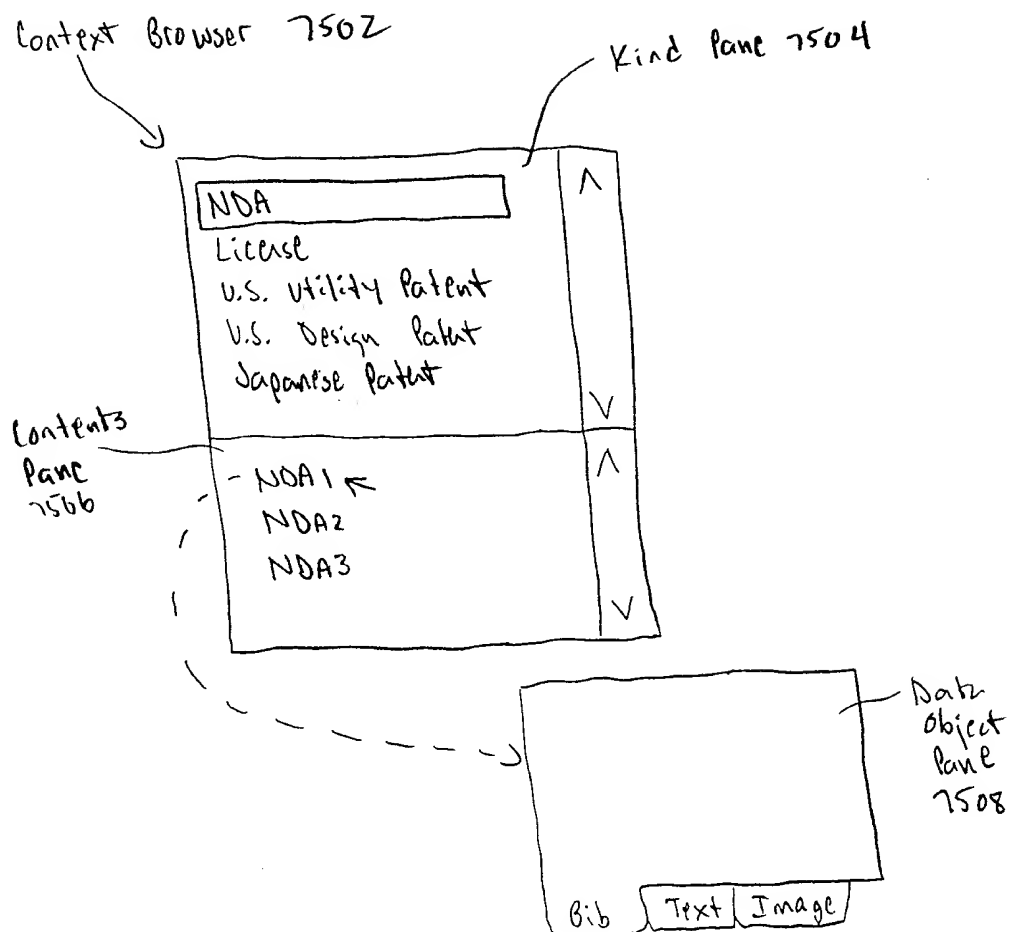 Context Browser 7502
Kind Pane 7504
NDA
License
U.S. Utility Patent
U.S. Design Patent
Japanese Patent
Contents
Pane
7506
NDA1
NDA2
NDA3
Data
Object
Pane
7508
Bib
Text
Image